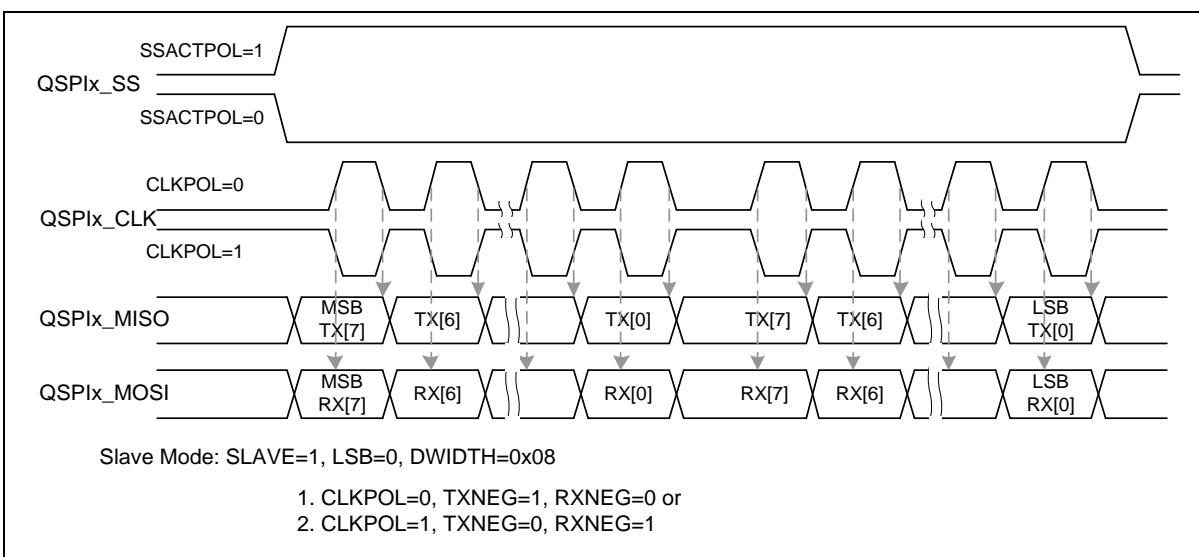 SSACTPOL=1
QSPIx_SS
SSACTPOL=0
CLKPOL=0
QSPIx_CLK
CLKPOL=1
QSPIx_MISO
MSB
TX[7]
TX[6]
TX[0]
TX[7]
TX[6]
LSB
TX[0]
QSPIx_MOSI
MSB
RX[7]
RX[6]
RX[0]
RX[7]
RX[6]
LSB
RX[0]
Slave Mode: SLAVE=1, LSB=0, DWIDTH=0x08
1. CLKPOL=0, TXNEG=1, RXNEG=0 or
2. CLKPOL=1, TXNEG=0, RXNEG=1